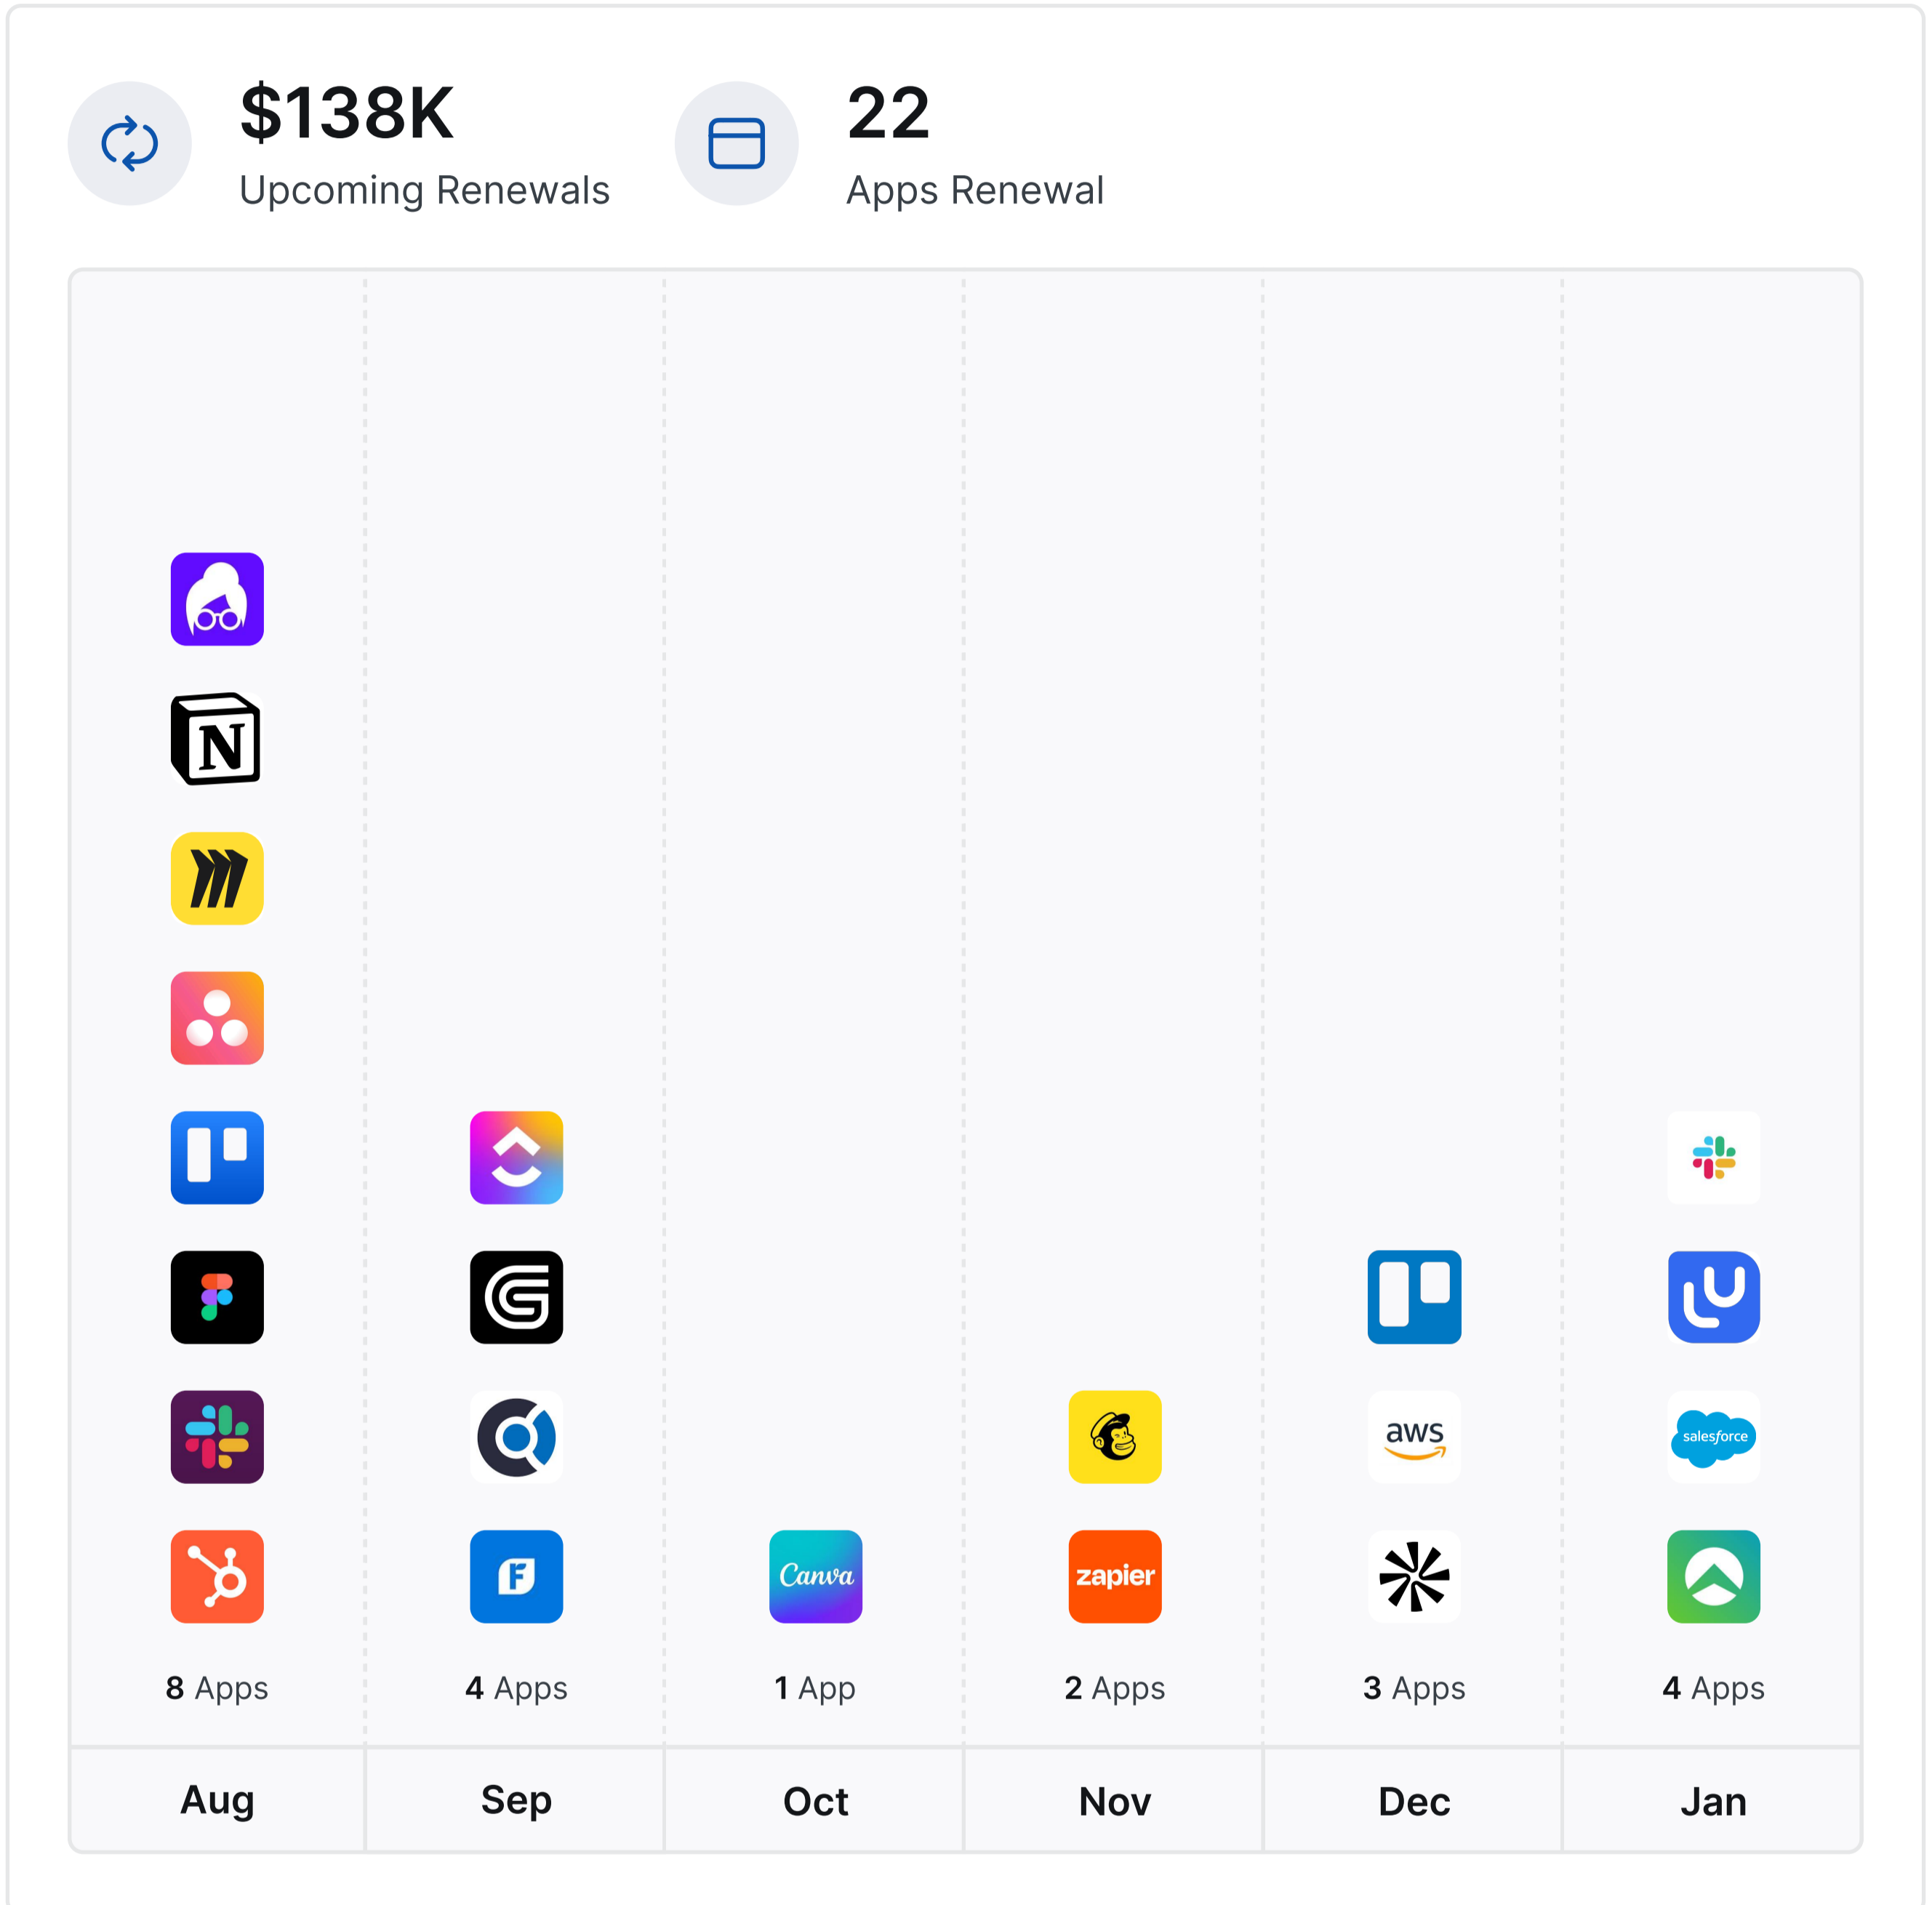 $138K
Upcoming Renewals
22
Apps Renewal
N
F
Canva
zapier
aws
salesforce
8 Apps
4 Apps
1 App
2 Apps
3 Apps
4 Apps
Aug
Sep
Oct
Nov
Dec
Jan